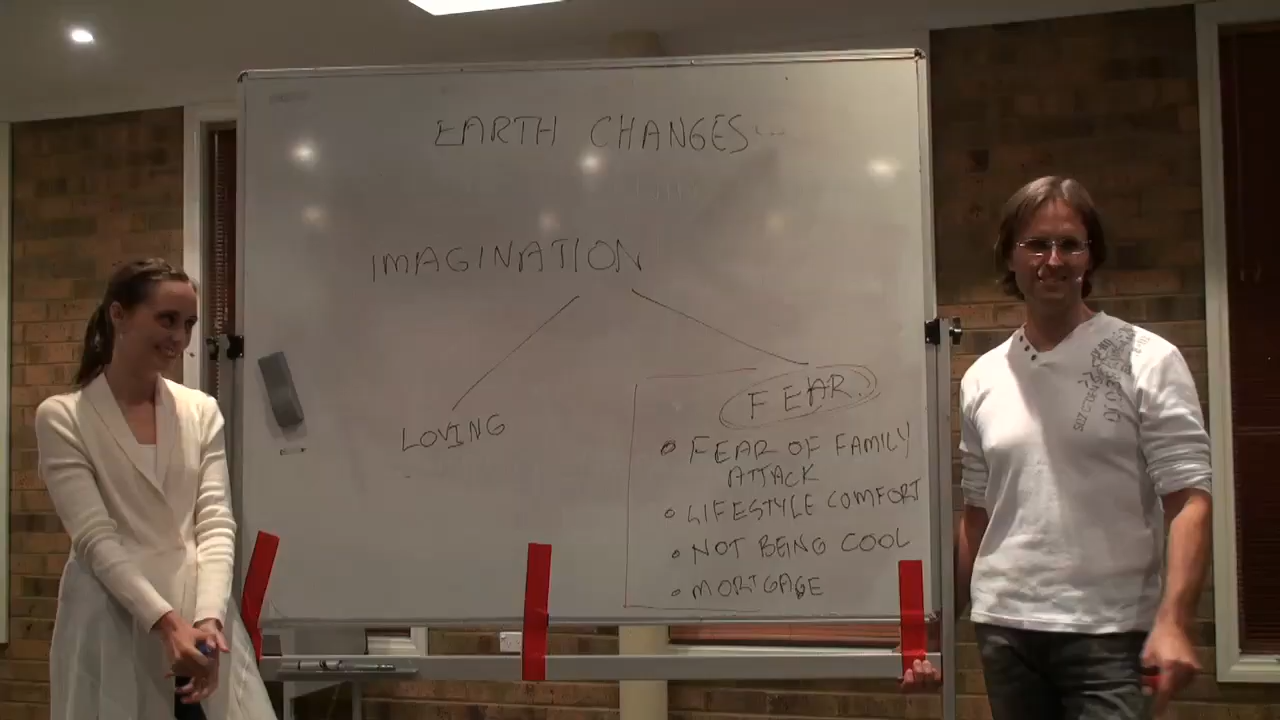 EARTH CHANGES...
IMAGINATION
LOVING
FEAR
• FEAR OF FAMILY
ATTACK
• LIFESTYLE COMFORT
• NOT BEING COOL
• MORTGAGE